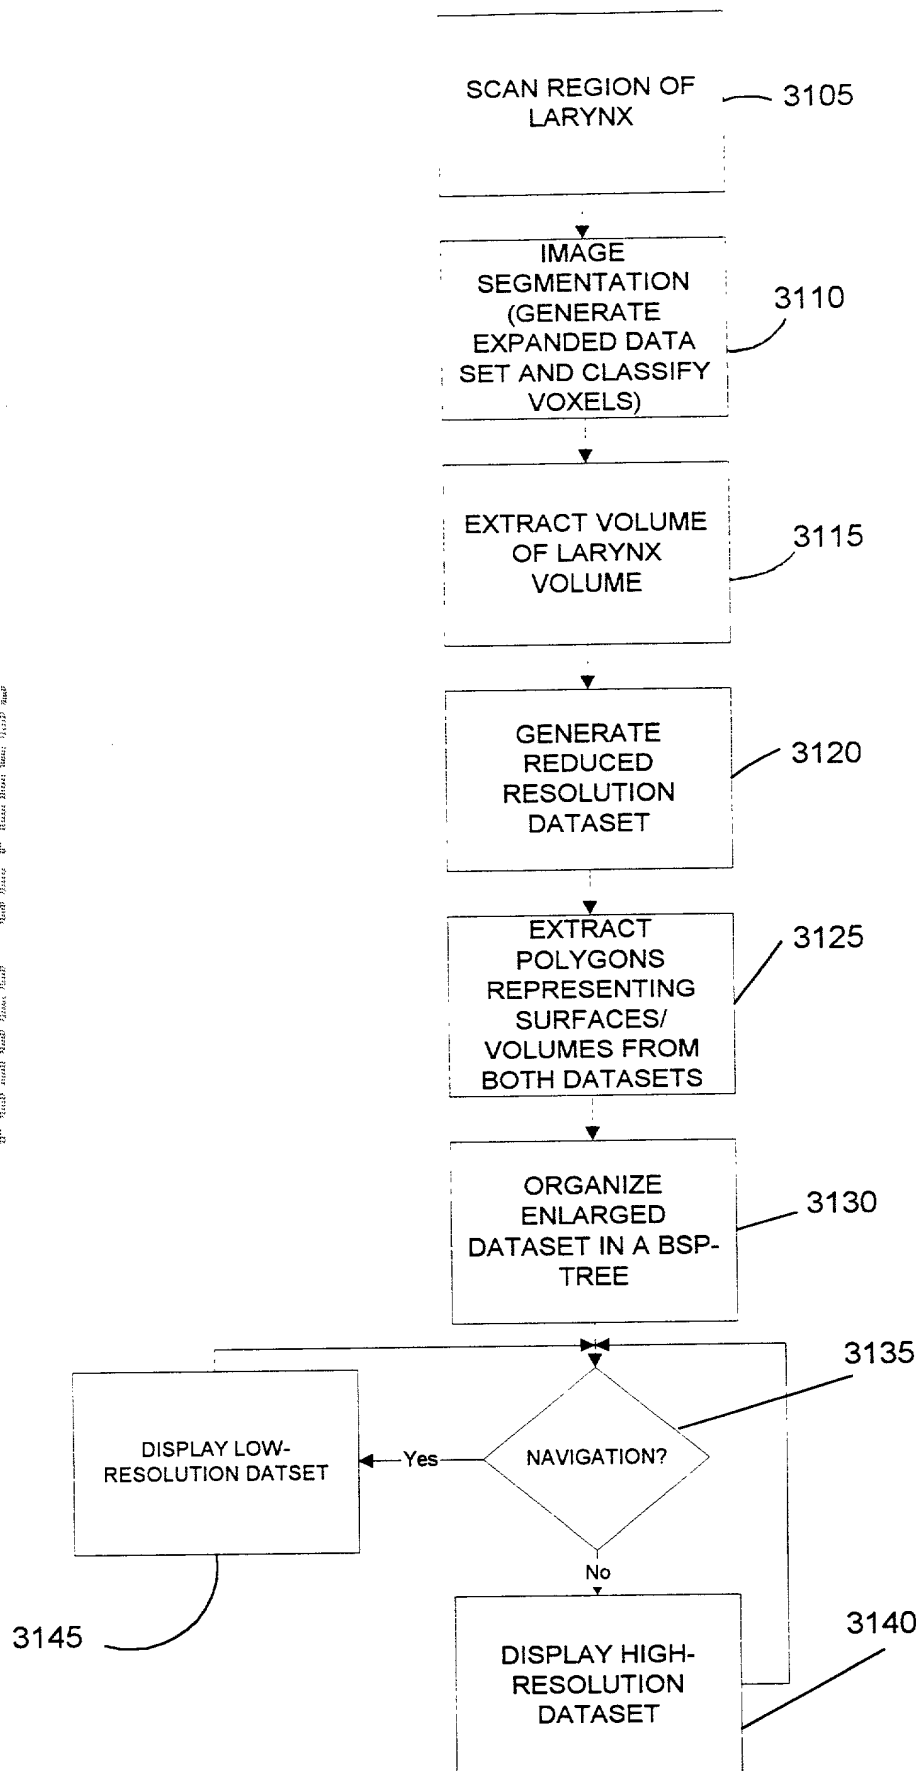 SCAN REGION OF
LARYNX
3105
IMAGE
SEGMENTATION
(GENERATE
EXPANDED DATA
SET AND CLASSIFY
VOXELS)
3110
EXTRACT VOLUME
OF LARYNX
VOLUME
3115
GENERATE
REDUCED
RESOLUTION
DATASET
3120
EXTRACT
POLYGONS
REPRESENTING
SURFACES/
VOLUMES FROM
BOTH DATASETS
3125
ORGANIZE
ENLARGED
DATASET IN A BSP-
TREE
3130
3135
NAVIGATION?
Yes
DISPLAY LOW-
RESOLUTION DATSET
3145
No
DISPLAY HIGH-
RESOLUTION
DATASET
3140